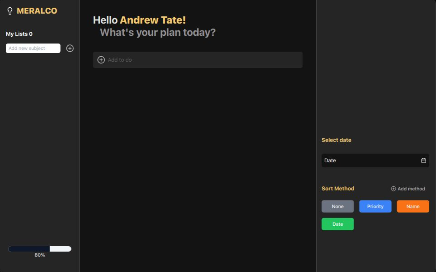 MERALCO
My Lists 0
Add new subject
80%
Hello Andrew Tate!
What's your plan today?
Add to do
Select date
Date
Sort Method
Add method
None
Priority
Name
Date